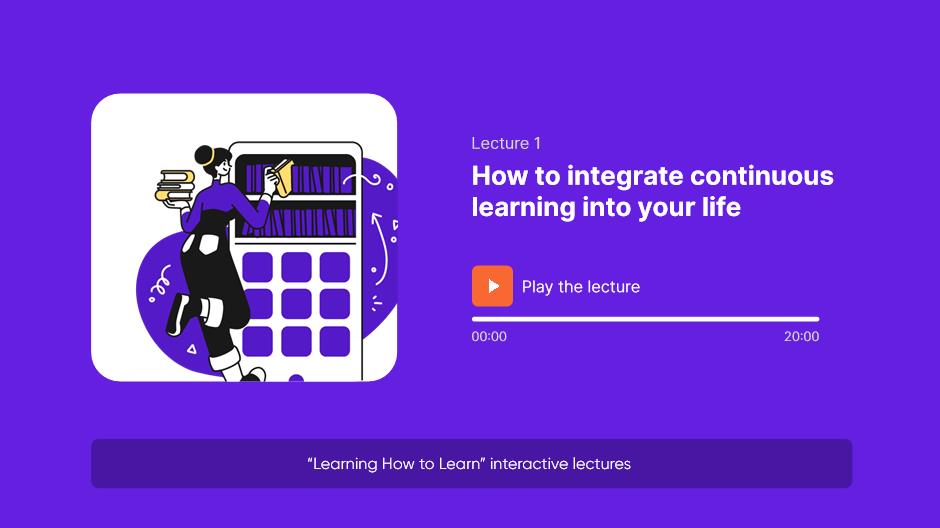 Lecture 1
How to integrate continuous
learning into your life
Play the lecture
00:00 20:00
“Learning How to Learn” interactive lectures